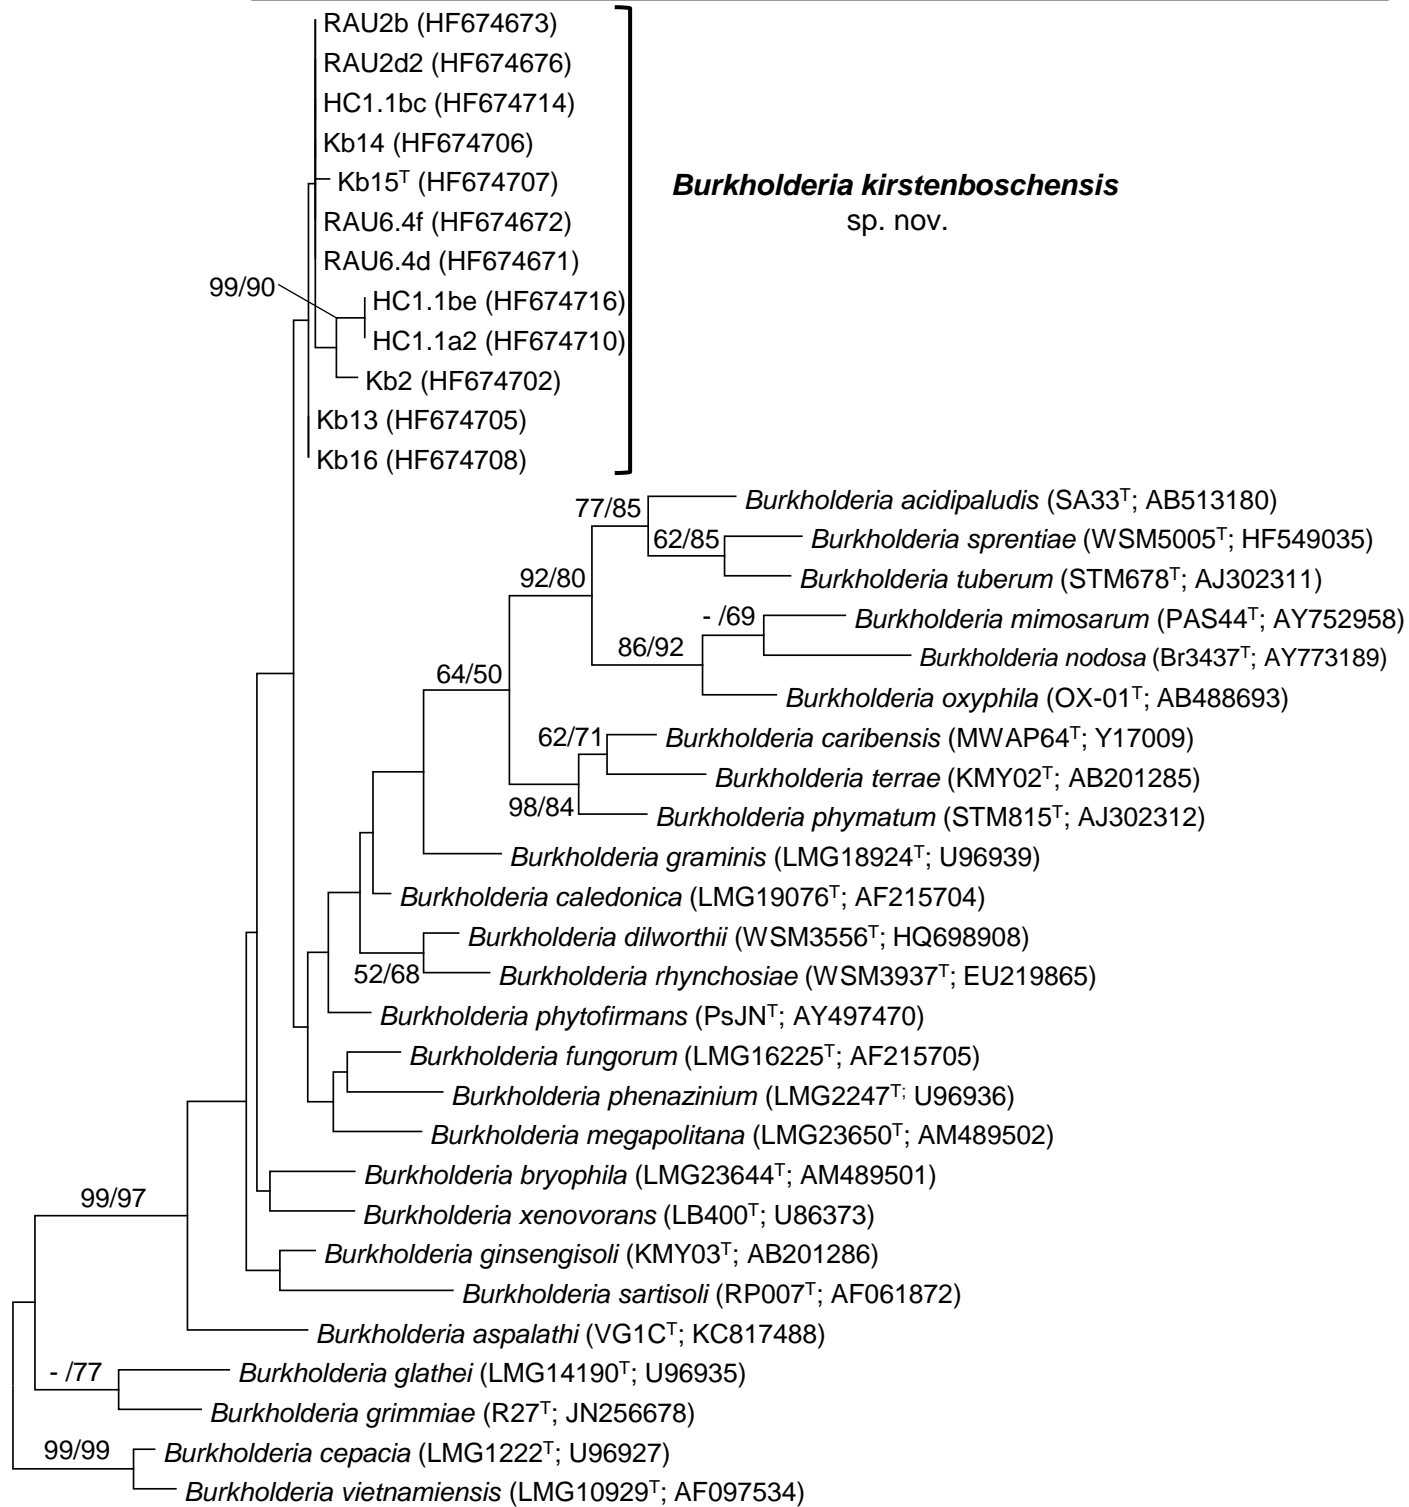 RAU2b (HF674673)
RAU2d2 (HF674676)
HC1.1bc (HF674714)
Kb14 (HF674706)
Kb15ᵀ (HF674707)
Burkholderia kirstenboschensis
sp. nov.
RAU6.4f (HF674672)
RAU6.4d (HF674671)
99/90
HC1.1be (HF674716)
HC1.1a2 (HF674710)
Kb2 (HF674702)
Kb13 (HF674705)
Kb16 (HF674708)
77/85
Burkholderia acidipaludis (SA33ᵀ; AB513180)
62/85
Burkholderia sprentiae (WSM5005ᵀ; HF549035)
92/80
Burkholderia tuberum (STM678ᵀ; AJ302311)
- /69
Burkholderia mimosarum (PAS44ᵀ; AY752958)
86/92
Burkholderia nodosa (Br3437ᵀ; AY773189)
64/50
Burkholderia oxyphila (OX-01ᵀ; AB488693)
62/71
Burkholderia caribensis (MWAP64ᵀ; Y17009)
Burkholderia terrae (KMY02ᵀ; AB201285)
98/84
Burkholderia phymatum (STM815ᵀ; AJ302312)
Burkholderia graminis (LMG18924ᵀ; U96939)
Burkholderia caledonica (LMG19076ᵀ; AF215704)
Burkholderia dilworthii (WSM3556ᵀ; HQ698908)
52/68
Burkholderia rhynchosiae (WSM3937ᵀ; EU219865)
Burkholderia phytofirmans (PsJNᵀ; AY497470)
Burkholderia fungorum (LMG16225ᵀ; AF215705)
Burkholderia phenazinium (LMG2247ᵀ; U96936)
Burkholderia megapolitana (LMG23650ᵀ; AM489502)
Burkholderia bryophila (LMG23644ᵀ; AM489501)
99/97
Burkholderia xenovorans (LB400ᵀ; U86373)
Burkholderia ginsengisoli (KMY03ᵀ; AB201286)
Burkholderia sartisoli (RP007ᵀ; AF061872)
Burkholderia aspalathi (VG1Cᵀ; KC817488)
- /77
Burkholderia glathei (LMG14190ᵀ; U96935)
Burkholderia grimmiae (R27ᵀ; JN256678)
99/99
Burkholderia cepacia (LMG1222ᵀ; U96927)
Burkholderia vietnamiensis (LMG10929ᵀ; AF097534)